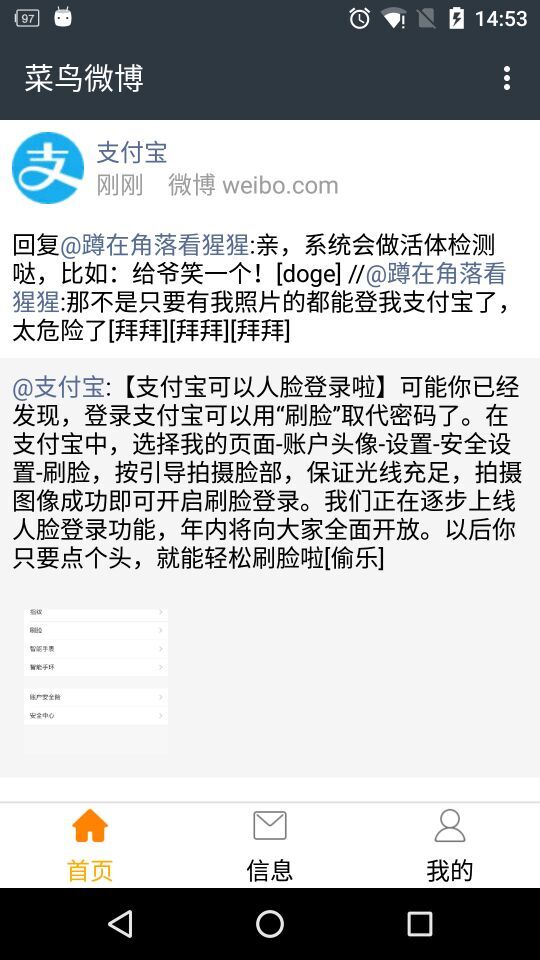 97
14:53
菜鸟微博
支付宝
刚刚 微博 weibo.com
回复@蹲在角落看猩猩:亲，系统会做活体检测
哒，比如：给爷笑一个！[doge] //@蹲在角落看
猩猩:那不是只要有我照片的都能登我支付宝了，
太危险了[拜拜][拜拜][拜拜]
@支付宝:【支付宝可以人脸登录啦】可能你已经
发现，登录支付宝可以用“刷脸”取代密码了。在
支付宝中，选择我的页面-账户头像-设置-安全设
置-刷脸，按引导拍摄脸部，保证光线充足，拍摄
图像成功即可开启刷脸登录。我们正在逐步上线
人脸登录功能，年内将向大家全面开放。以后你
只要点个头，就能轻松刷脸啦[偷乐]
指纹
刷脸
智能手表
智能手环
账户安全险
安全中心
首页 信息 我的